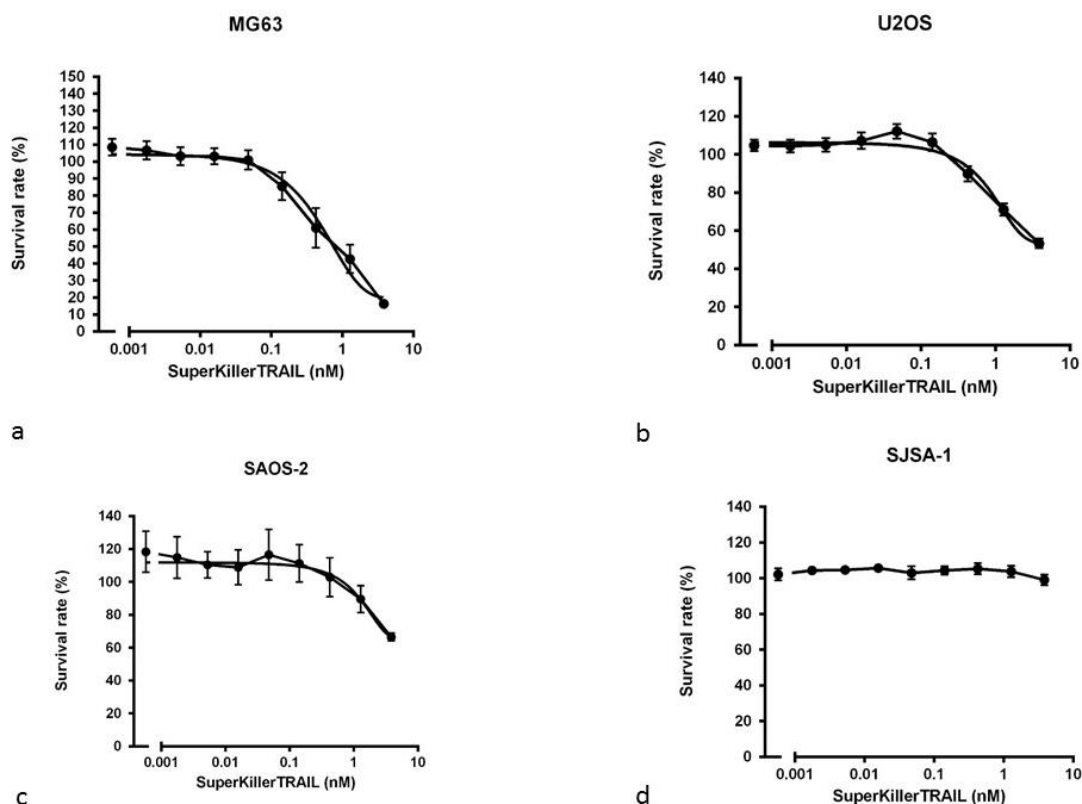 MG63
150
140
130
120
110
100
90
80
70
60
50
40
30
20
10
0
Survival rate (%)
0.001 0.01 0.1 1 10
SuperKillerTRAIL (nM)
a
U2OS
140
120
100
80
60
40
20
0
Survival rate (%)
0.001 0.01 0.1 1 10
SuperKillerTRAIL (nM)
b
SAOS-2
140
120
100
80
60
40
20
0
Survival rate (%)
0.001 0.01 0.1 1 10
SuperKillerTRAIL (nM)
c
SJSA-1
140
120
100
80
60
40
20
0
Survival rate (%)
0.001 0.01 0.1 1 10
SuperKillerTRAIL (nM)
d